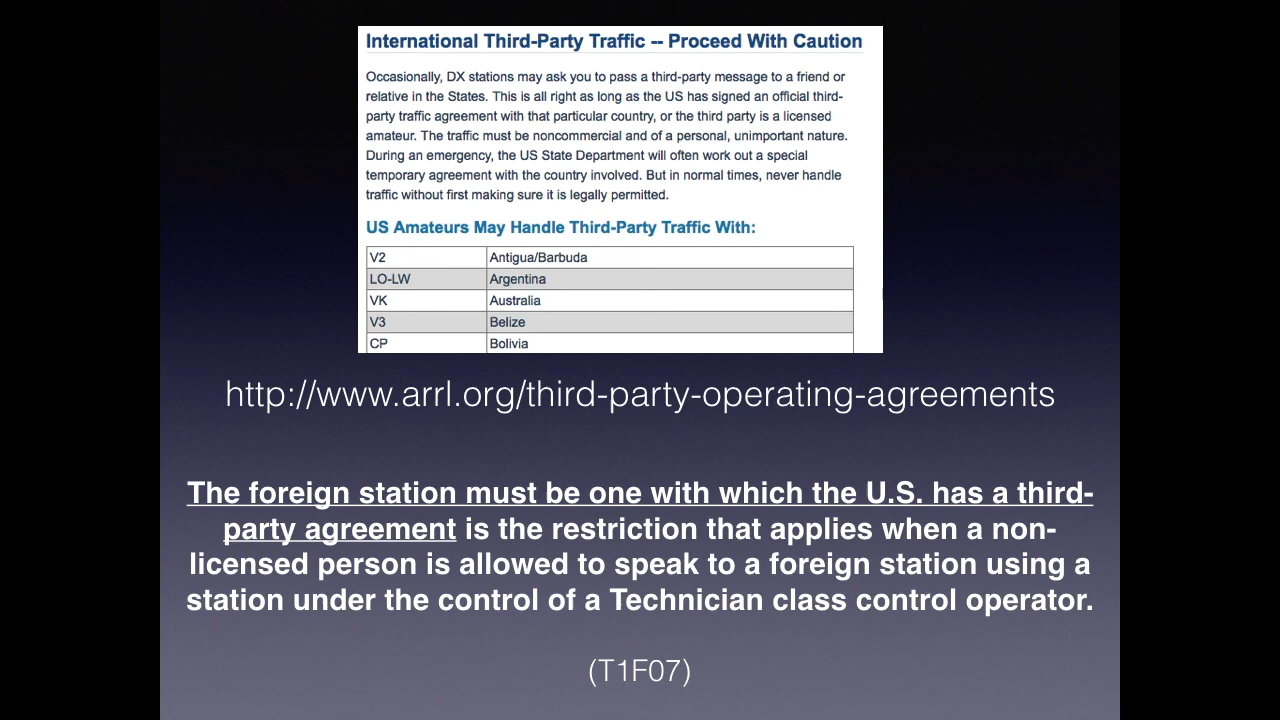 International Third-Party Traffic -- Proceed With Caution
Occasionally, DX stations may ask you to pass a third-party message to a friend or
relative in the States. This is all right as long as the US has signed an official third-
party traffic agreement with that particular country, or the third party is a licensed
amateur. The traffic must be noncommercial and of a personal, unimportant nature.
During an emergency, the US State Department will often work out a special
temporary agreement with the country involved. But in normal times, never handle
traffic without first making sure it is legally permitted.
US Amateurs May Handle Third-Party Traffic With:
V2 Antigua/Barbuda
LO-LW Argentina
VK Australia
V3 Belize
CP Bolivia
http://www.arrl.org/third-party-operating-agreements
The foreign station must be one with which the U.S. has a third-
party agreement is the restriction that applies when a non-
licensed person is allowed to speak to a foreign station using a
station under the control of a Technician class control operator.
(T1F07)